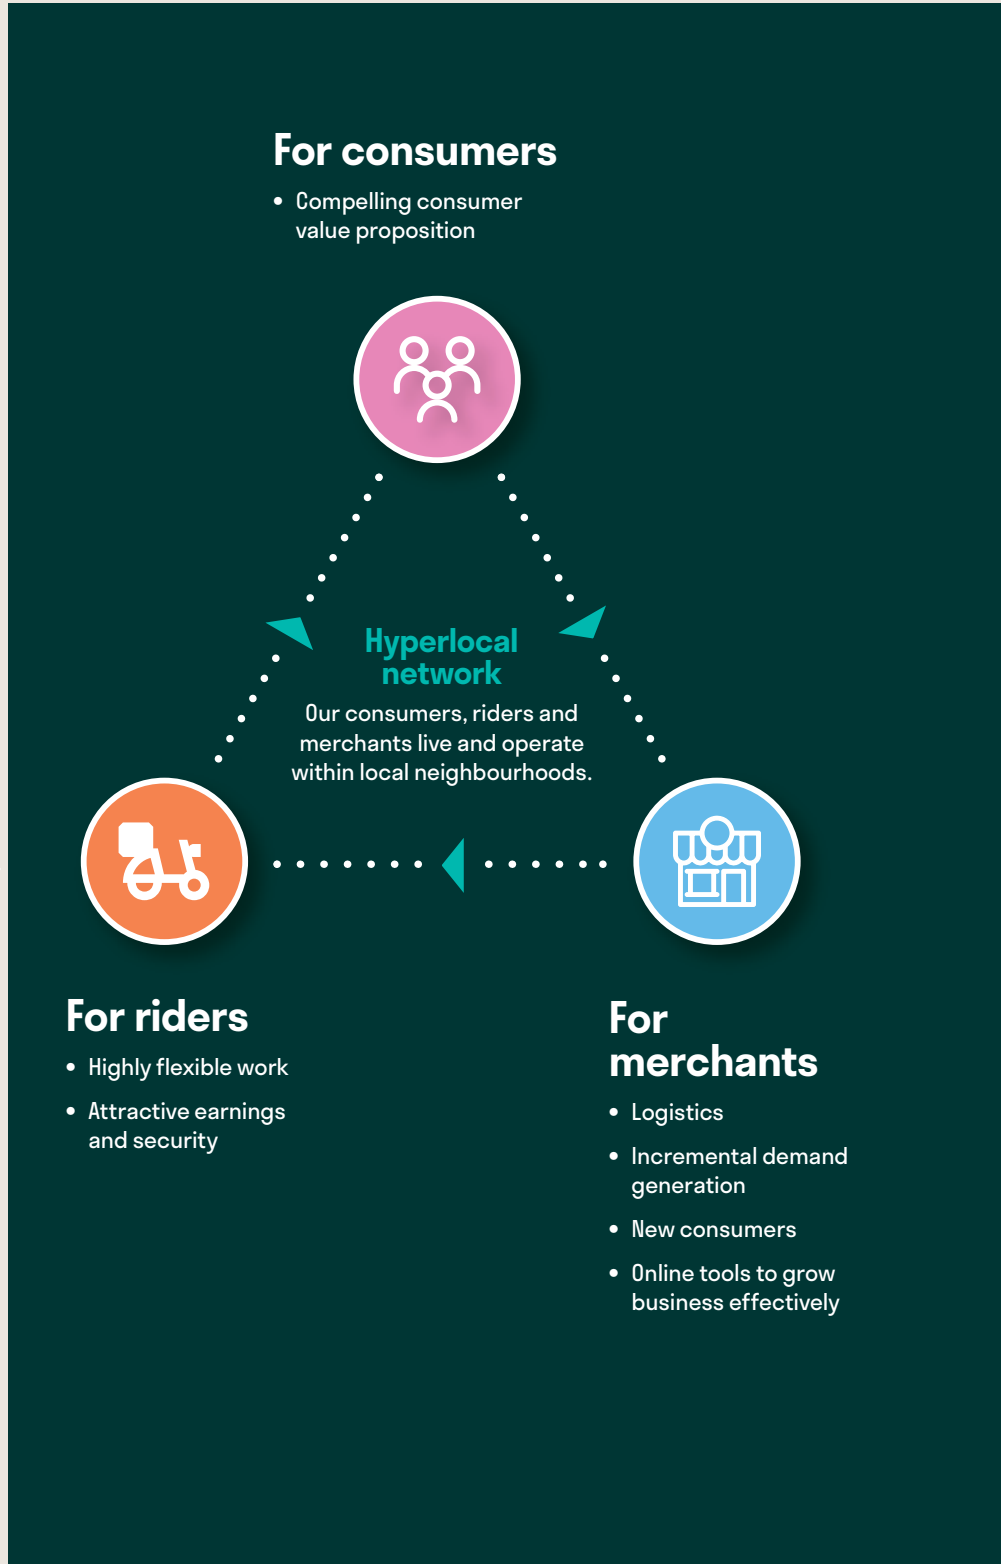 For consumers
• Compelling consumer
value proposition
Hyperlocal
network
Our consumers, riders and
merchants live and operate
within local neighbourhoods.
For riders
• Highly flexible work
• Attractive earnings
and security
For
merchants
• Logistics
• Incremental demand
generation
• New consumers
• Online tools to grow
business effectively